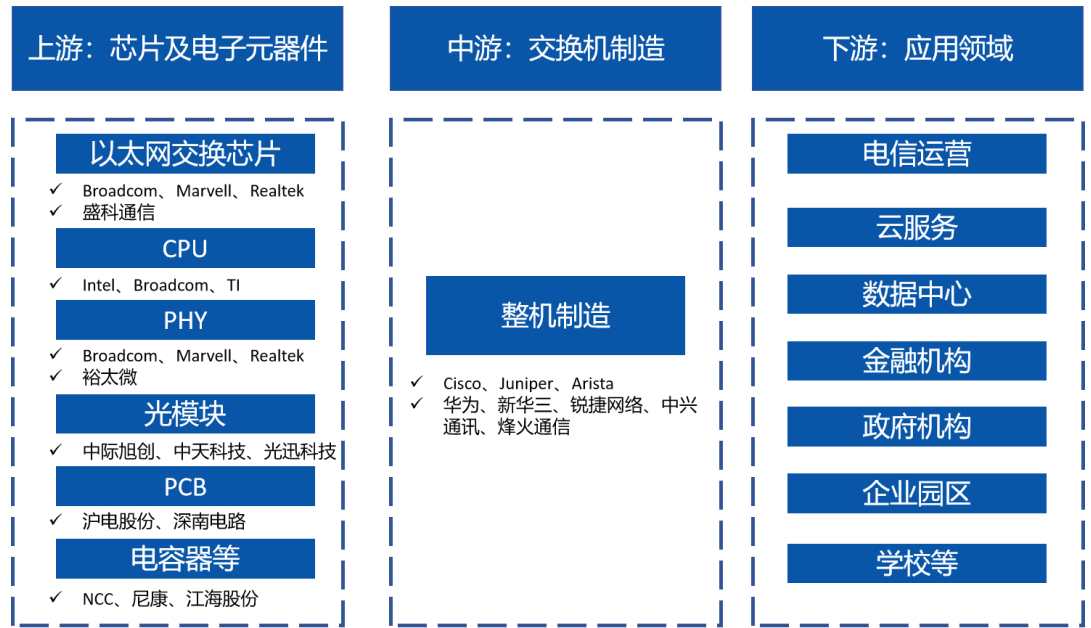 上游：芯片及电子元器件
以太网交换芯片
✓ Broadcom、Marvell、Realtek
✓ 盛科通信
CPU
✓ Intel、Broadcom、TI
PHY
✓ Broadcom、Marvell、Realtek
✓ 裕太微
光模块
✓ 中际旭创、中天科技、光迅科技
PCB
✓ 沪电股份、深南电路
电容器等
✓ NCC、尼康、江海股份
中游：交换机制造
整机制造
✓ Cisco、Juniper、Arista
✓ 华为、新华三、锐捷网络、中兴
通讯、烽火通信
下游：应用领域
电信运营
云服务
数据中心
金融机构
政府机构
企业园区
学校等